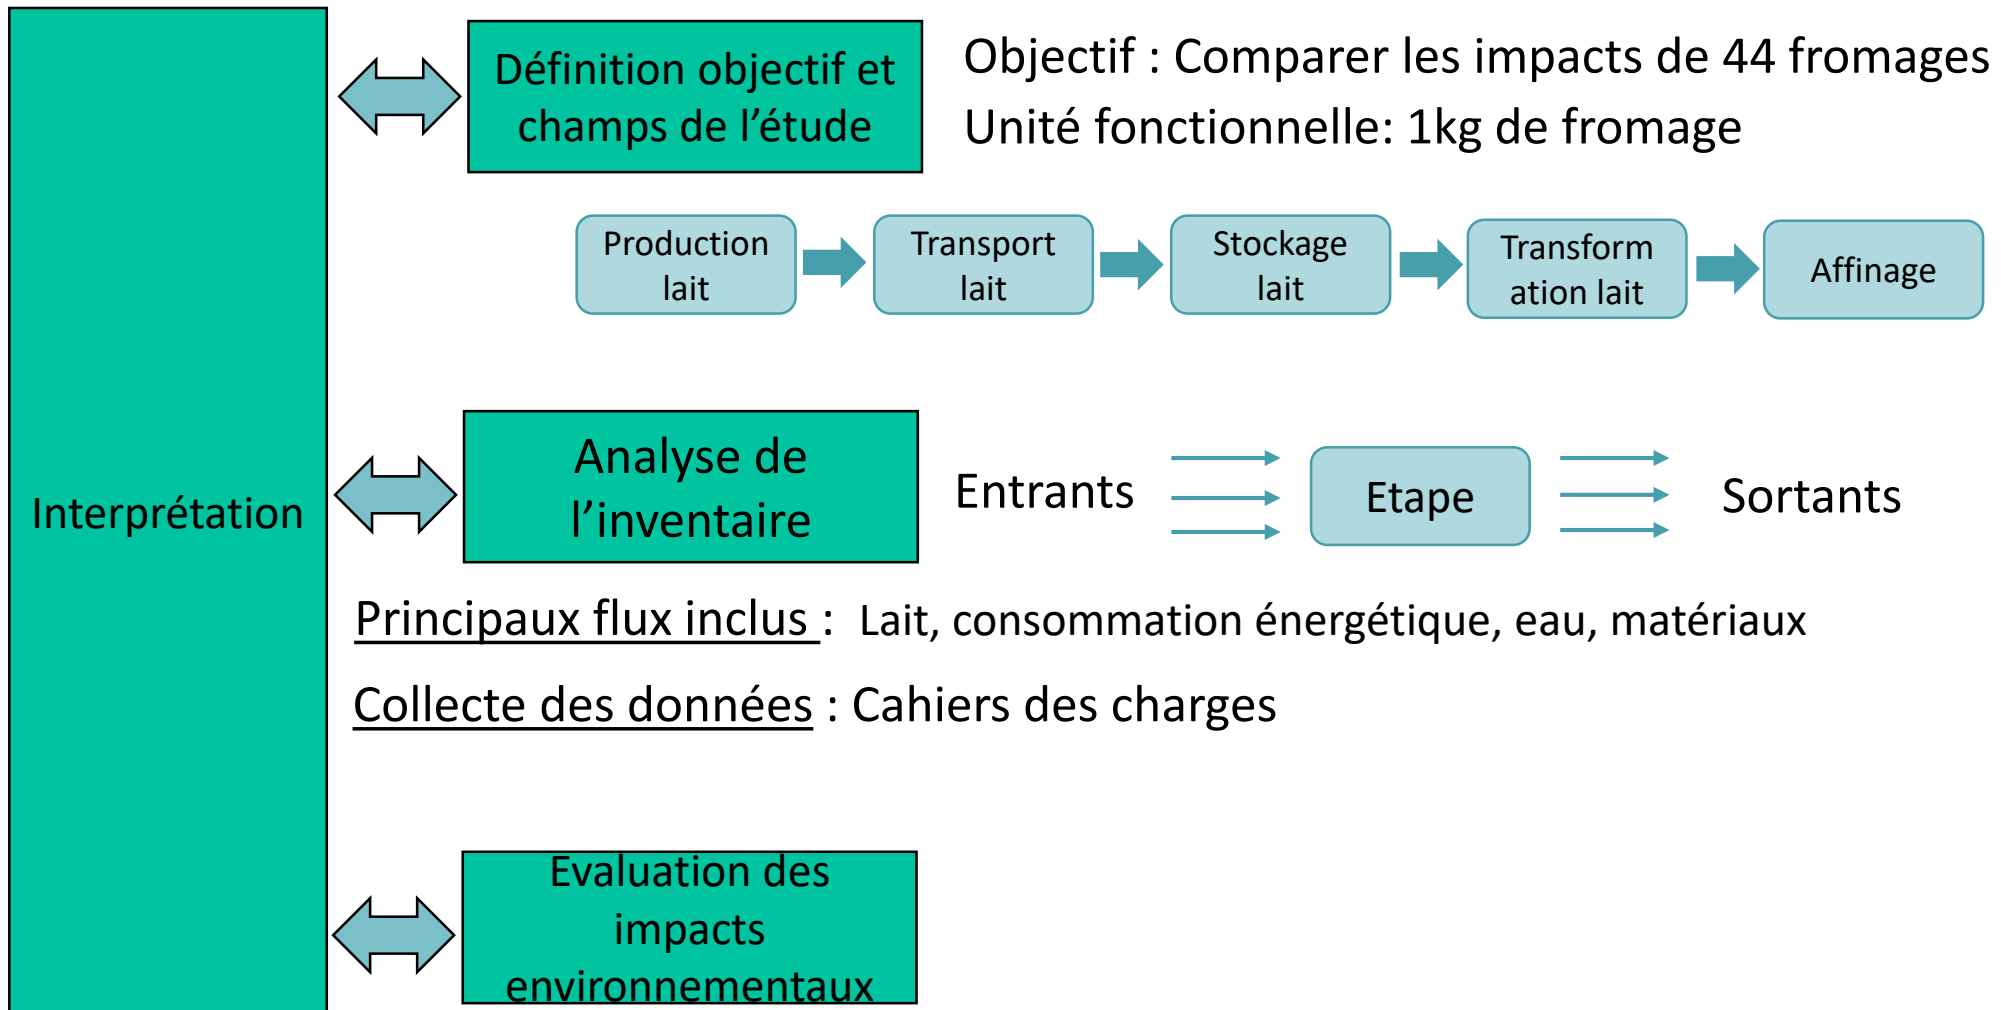 Interprétation
Définition objectif et
champs de l’étude
Objectif : Comparer les impacts de 44 fromages
Unité fonctionnelle: 1kg de fromage
Production
lait
Transport
lait
Stockage
lait
Transform
ation lait
Affinage
Analyse de
l’inventaire
Entrants
Etape
Sortants
Principaux flux inclus : Lait, consommation énergétique, eau, matériaux
Collecte des données : Cahiers des charges
Evaluation des
impacts
environnementaux